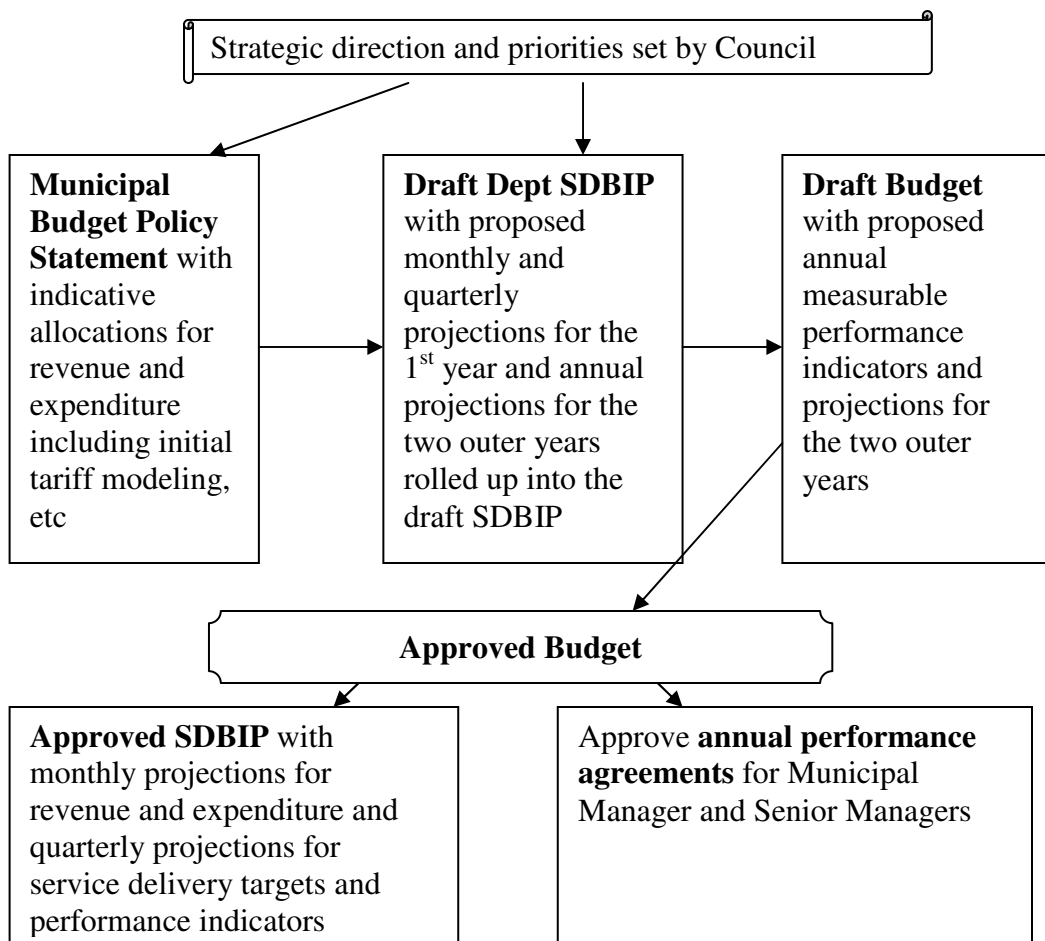 Strategic direction and priorities set by Council
Municipal
Budget Policy
Statement with
indicative
allocations for
revenue and
expenditure
including initial
tariff modeling,
etc
Draft Dept SDBIP
with proposed
monthly and
quarterly
projections for the
1st year and annual
projections for the
two outer years
rolled up into the
draft SDBIP
Draft Budget
with proposed
annual
measurable
performance
indicators and
projections for
the two outer
years
Approved Budget
Approved SDBIP with
monthly projections for
revenue and expenditure and
quarterly projections for
service delivery targets and
performance indicators
Approve annual performance
agreements for Municipal
Manager and Senior Managers